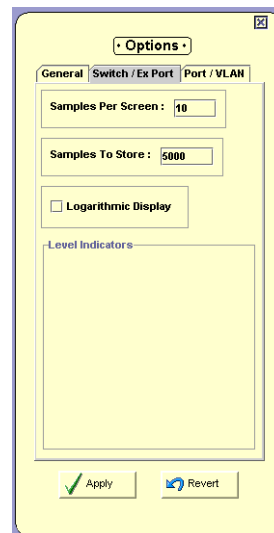 • Options •
General Switch / Ex Port Port / VLAN
Samples Per Screen : 10
Samples To Store : 5000
Logarithmic Display
Level Indicators
Apply Revert